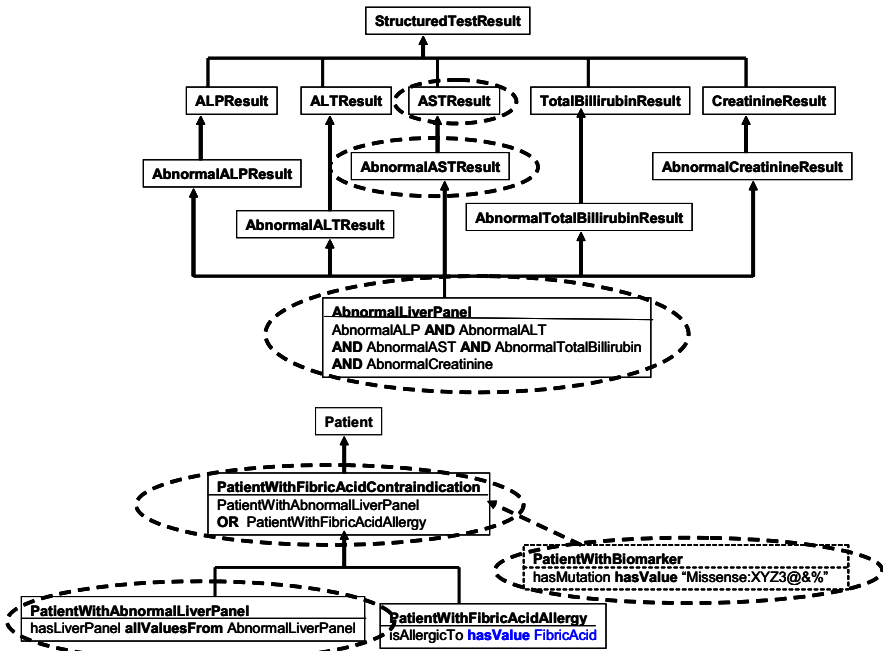 StructuredTestResult
ALPResult
ALTResult
ASTResult
TotalBillirubinResult
CreatinineResult
AbnormalALPResult
AbnormalASTResult
AbnormalCreatinineResult
AbnormalALTResult
AbnormalTotalBillirubinResult
AbnormalLiverPanel
AbnormalALP AND AbnormalALT
AND AbnormalAST AND AbnormalTotalBillirubin
AND AbnormalCreatinine
Patient
PatientWithFibricAcidContraindication
PatientWithAbnormalLiverPanel
OR PatientWithFibricAcidAllergy
PatientWithBiomarker
hasMutation hasValue “Missense:XYZ3@&%”
PatientWithAbnormalLiverPanel
hasLiverPanel allValuesFrom AbnormalLiverPanel
PatientWithFibricAcidAllergy
isAllergicTo hasValue FibricAcid